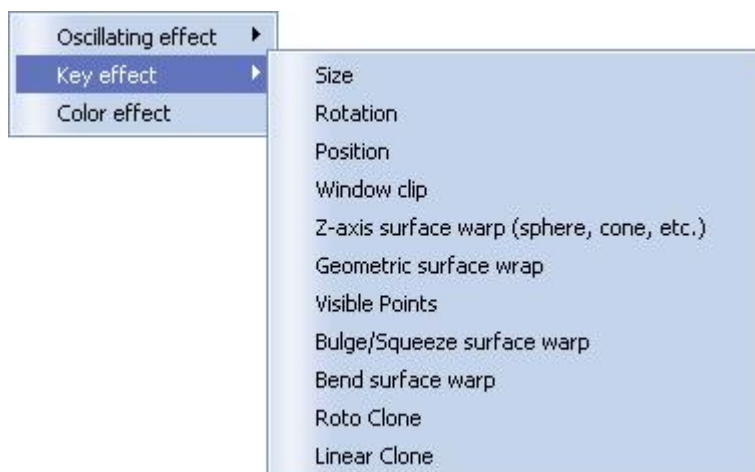 Oscillating effect
Key effect
Color effect
Size
Rotation
Position
Window clip
Z-axis surface warp (sphere, cone, etc.)
Geometric surface wrap
Visible Points
Bulge/Squeeze surface warp
Bend surface warp
Roto Clone
Linear Clone